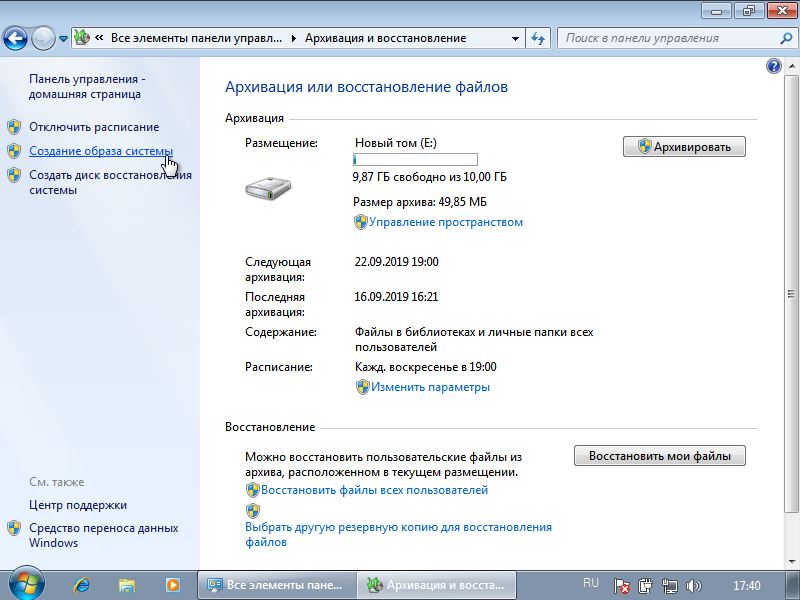 « Все элементы панели управл... Архивация и восстановление
Поиск в панели управления
Панель управления -
домашняя страница
Отключить расписание
Создание образа системы
Создать диск восстановления
системы
Архивация или восстановление файлов
Архивация
Размещение:
Новый том (E:)
Архивировать
9,87 ГБ свободно из 10,00 ГБ
Размер архива: 49,85 МБ
Управление пространством
Следующая
архивация:
22.09.2019 19:00
Последняя
архивация:
16.09.2019 16:21
Содержание:
Файлы в библиотеках и личные папки всех
пользователей
Расписание:
Кажд. воскресенье в 19:00
Изменить параметры
Восстановление
Можно восстановить пользовательские файлы из
архива, расположенном в текущем размещении.
Восстановить мои файлы
Восстановить файлы всех пользователей
Выбрать другую резервную копию для восстановления
файлов
См. также
Центр поддержки
Средство переноса данных
Windows
Все элементы пане...
Архивация и восста...
RU
17:40